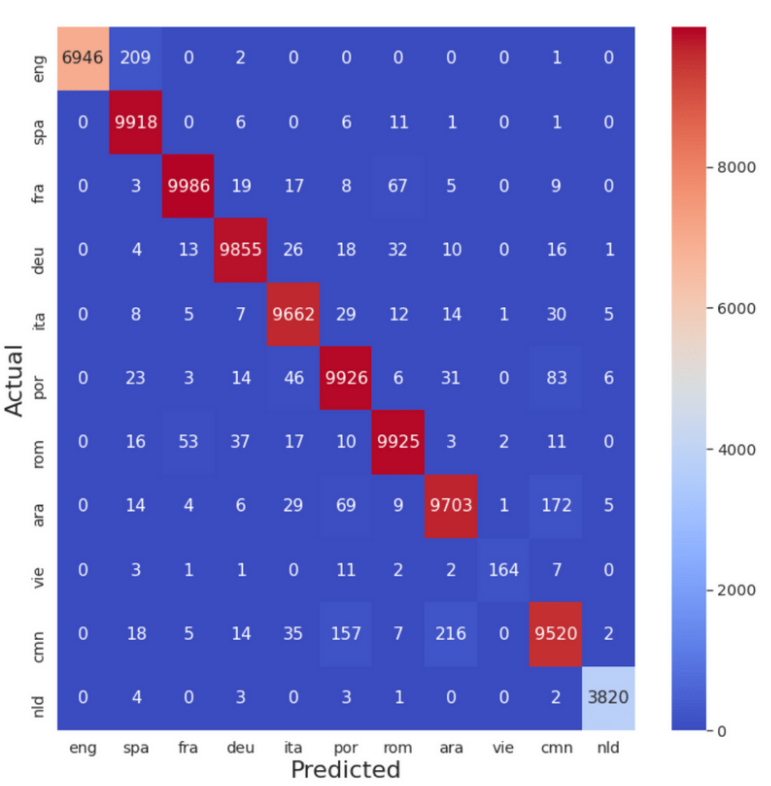 eng 6946 209 0 2 0 0 0 0 0 1 0
spa 0 9918 0 6 0 6 11 1 0 1 0
fra 0 3 9986 19 17 8 67 5 0 9 0
deu 0 4 13 9855 26 18 32 10 0 16 1
ita 0 8 5 7 9662 29 12 14 1 30 5
por 0 23 3 14 46 9926 6 31 0 83 6
rom 0 16 53 37 17 10 9925 3 2 11 0
ara 0 14 4 6 29 69 9 9703 1 172 5
vie 0 3 1 1 0 11 2 2 164 7 0
cmn 0 18 5 14 35 157 7 216 0 9520 2
nld 0 4 0 3 0 3 1 0 0 2 3820
eng spa fra deu ita por rom ara vie cmn nld
Predicted
Actual
8000
6000
4000
2000
0